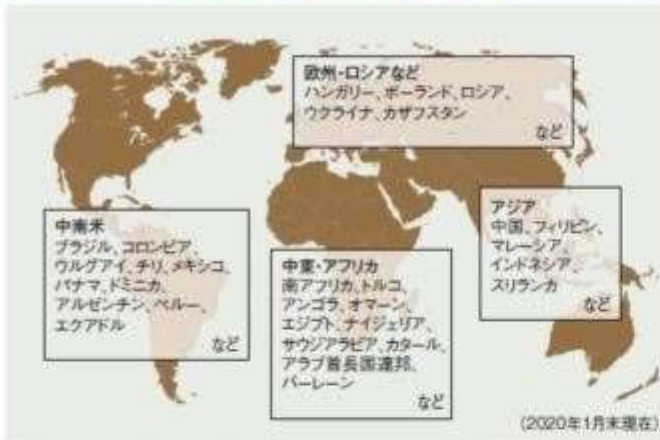 欧州・ロシアなど
ハンガリー、ポーランド、ロシア、
ウクライナ、カザフスタン
など
中南米
ブラジル、コロンビア、
ウルグアイ、チリ、メキシコ、
パナマ、ドミニカ、
アルゼンチン、ペルー、
エクアドル
など
中東・アフリカ
南アフリカ、トルコ、
アンゴラ、オマーン、
エジプト、ナイジェリア、
サウジアラビア、カタール、
アラブ首長国連邦、
バーレーン
など
アジア
中国、フィリピン、
マレーシア、
インドネシア、
スリランカ
など
(2020年1月末現在)